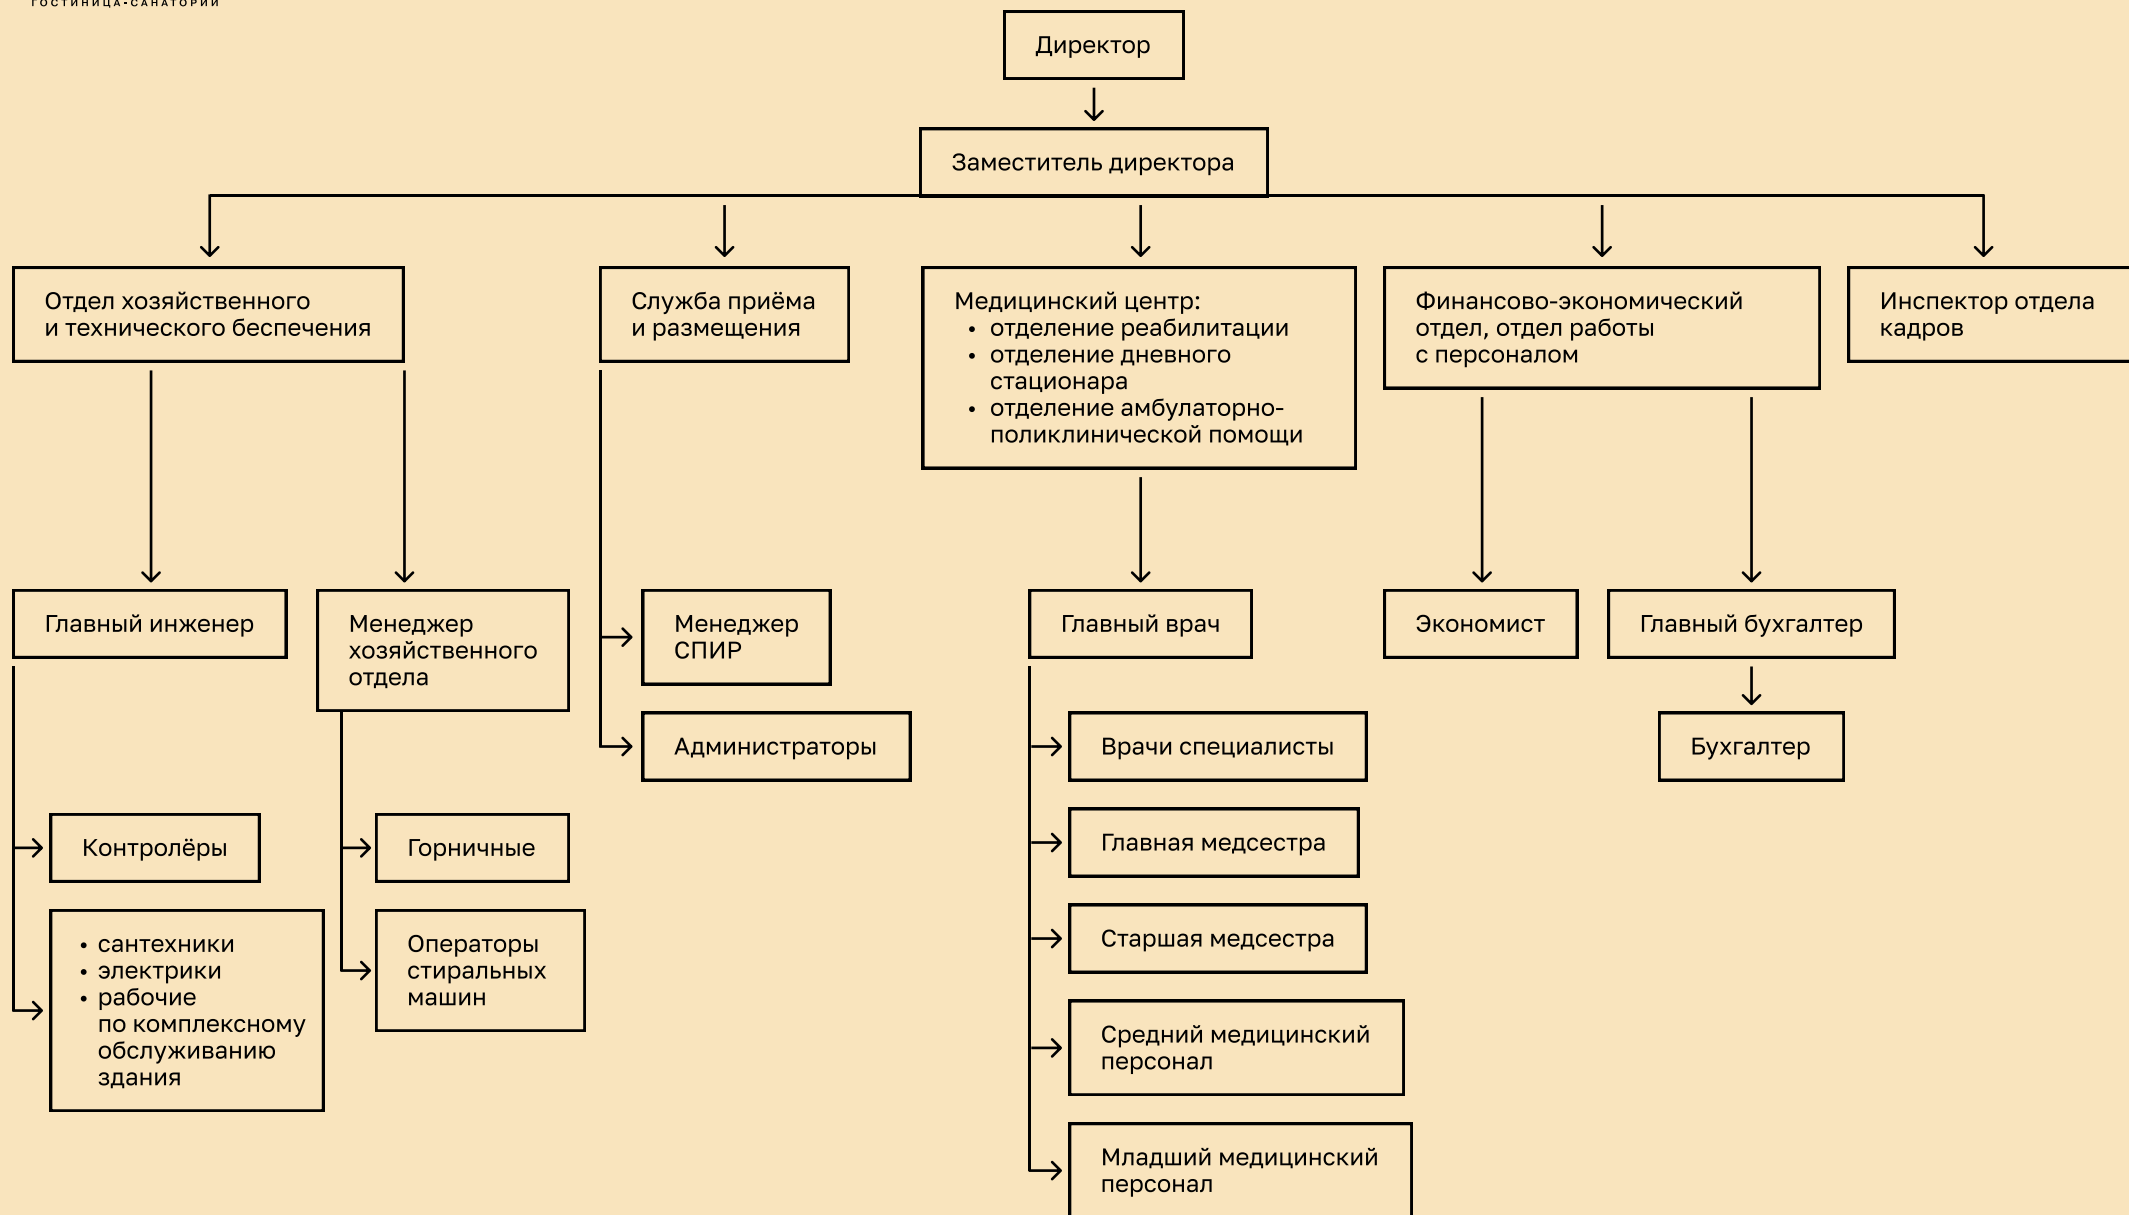 ГОСТИНИЦА-САНАТОРИЙ
Директор
Заместитель директора
Отдел хозяйственного
и технического беспечения
Служба приёма
и размещения
Медицинский центр:
• отделение реабилитации
• отделение дневного
стационара
• отделение амбулаторно-
поликлинической помощи
Финансово-экономический
отдел, отдел работы
с персоналом
Инспектор отдела
кадров
Главный инженер
Менеджер
хозяйственного
отдела
Менеджер
СПИР
Главный врач
Экономист
Главный бухгалтер
Администраторы
Врачи специалисты
Бухгалтер
Контролёры
Горничные
Главная медсестра
• сантехники
• электрики
• рабочие
по комплексному
обслуживанию
здания
Операторы
стиральных
машин
Старшая медсестра
Средний медицинский
персонал
Младший медицинский
персонал